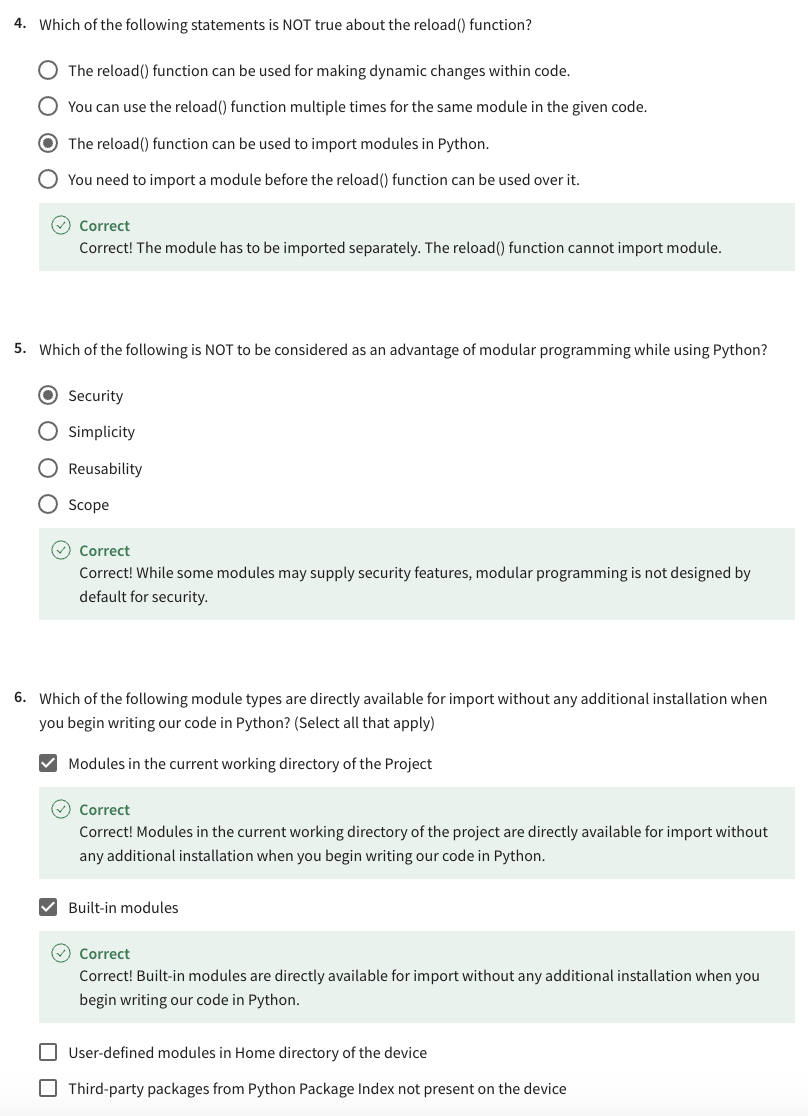 4. Which of the following statements is NOT true about the reload() function?
The reload() function can be used for making dynamic changes within code.
You can use the reload() function multiple times for the same module in the given code.
The reload() function can be used to import modules in Python.
You need to import a module before the reload() function can be used over it.
Correct
Correct! The module has to be imported separately. The reload() function cannot import module.
5. Which of the following is NOT to be considered as an advantage of modular programming while using Python?
Security
Simplicity
Reusability
Scope
Correct
Correct! While some modules may supply security features, modular programming is not designed by
default for security.
6. Which of the following module types are directly available for import without any additional installation when
you begin writing our code in Python? (Select all that apply)
Modules in the current working directory of the Project
Correct
Correct! Modules in the current working directory of the project are directly available for import without
any additional installation when you begin writing our code in Python.
Built-in modules
Correct
Correct! Built-in modules are directly available for import without any additional installation when you
begin writing our code in Python.
User-defined modules in Home directory of the device
Third-party packages from Python Package Index not present on the device